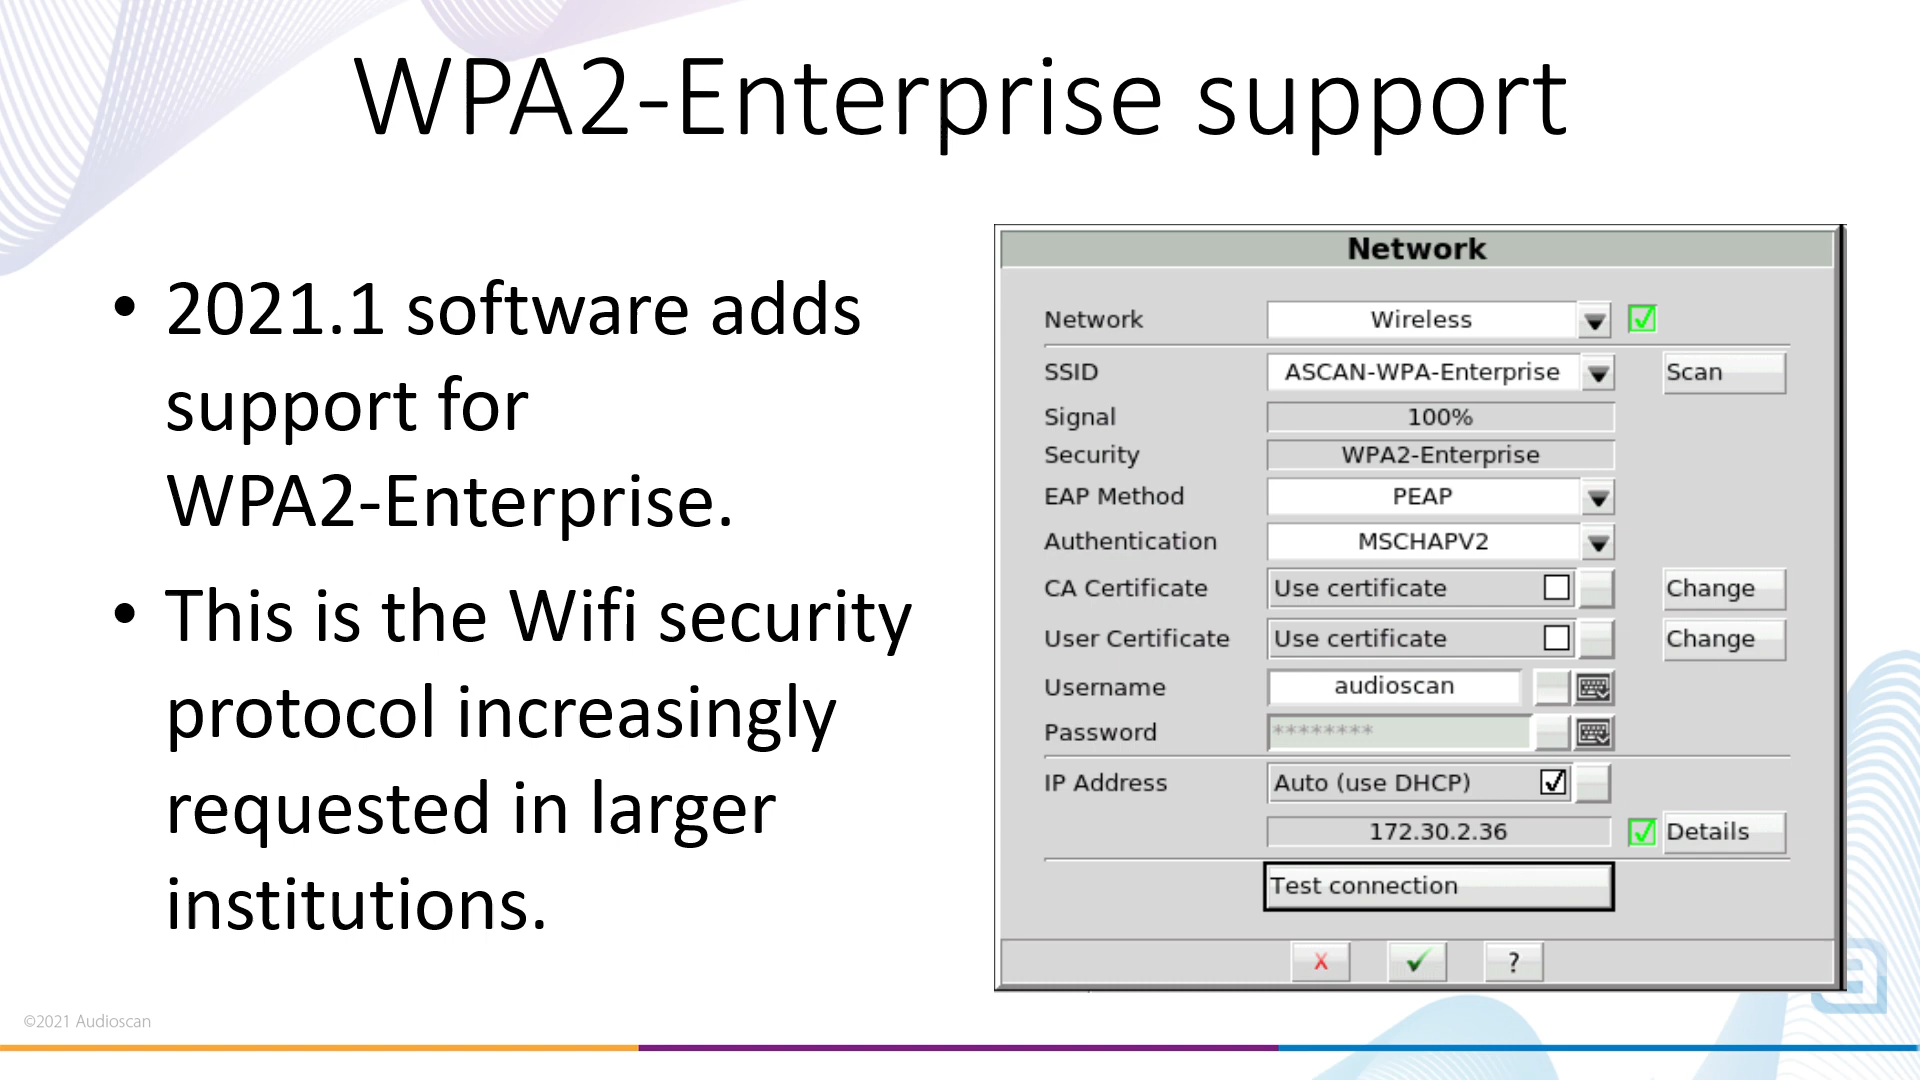 WPA2-Enterprise support
• 2021.1 software adds
support for
WPA2-Enterprise.
• This is the Wifi security
protocol increasingly
requested in larger
institutions.
Network
Network Wireless
SSID ASCAN-WPA-Enterprise Scan
Signal 100%
Security WPA2-Enterprise
EAP Method PEAP
Authentication MSCHAPV2
CA Certificate Use certificate Change
User Certificate Use certificate Change
Username audioscan
Password ********
IP Address Auto (use DHCP)
172.30.2.36 Details
Test connection
X ?
©2021 Audioscan